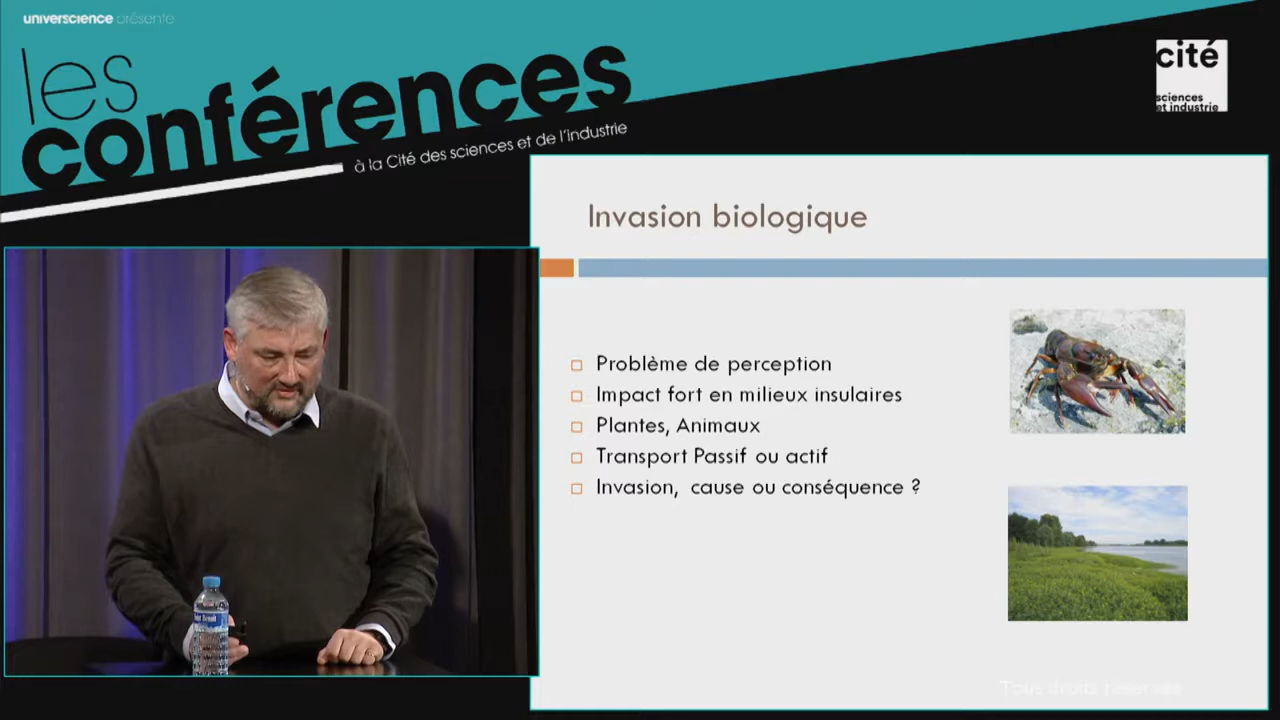 universcience présente
les
conférences
à la Cité des sciences et de l'industrie
cité
sciences
et industrie
Invasion biologique
Problème de perception
Impact fort en milieux insulaires
Plantes, Animaux
Transport Passif ou actif
Invasion, cause ou conséquence ?
Tous droits réservés